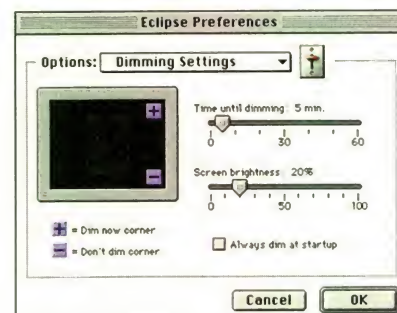 Eclipse Preferences
Options: Dimming Settings
+
−
Time until dimming: 5 min.
0 30 60
Screen brightness: 20%
0 50 100
+ = Dim now corner
− = Don't dim corner
Always dim at startup
Cancel OK